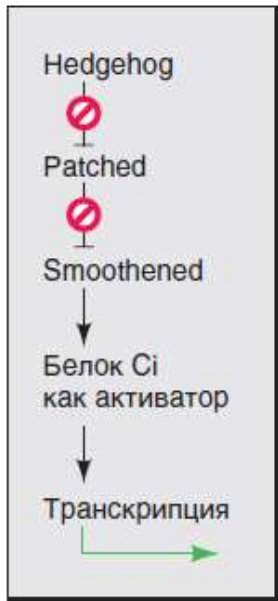 Hedgehog
Patched
Smoothened
Белок Ci
как активатор
Транскрипция